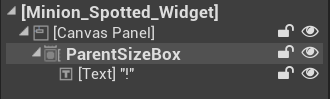 [Minion_Spotted_Widget]
[Canvas Panel]
ParentSizeBox
[Text] "!"